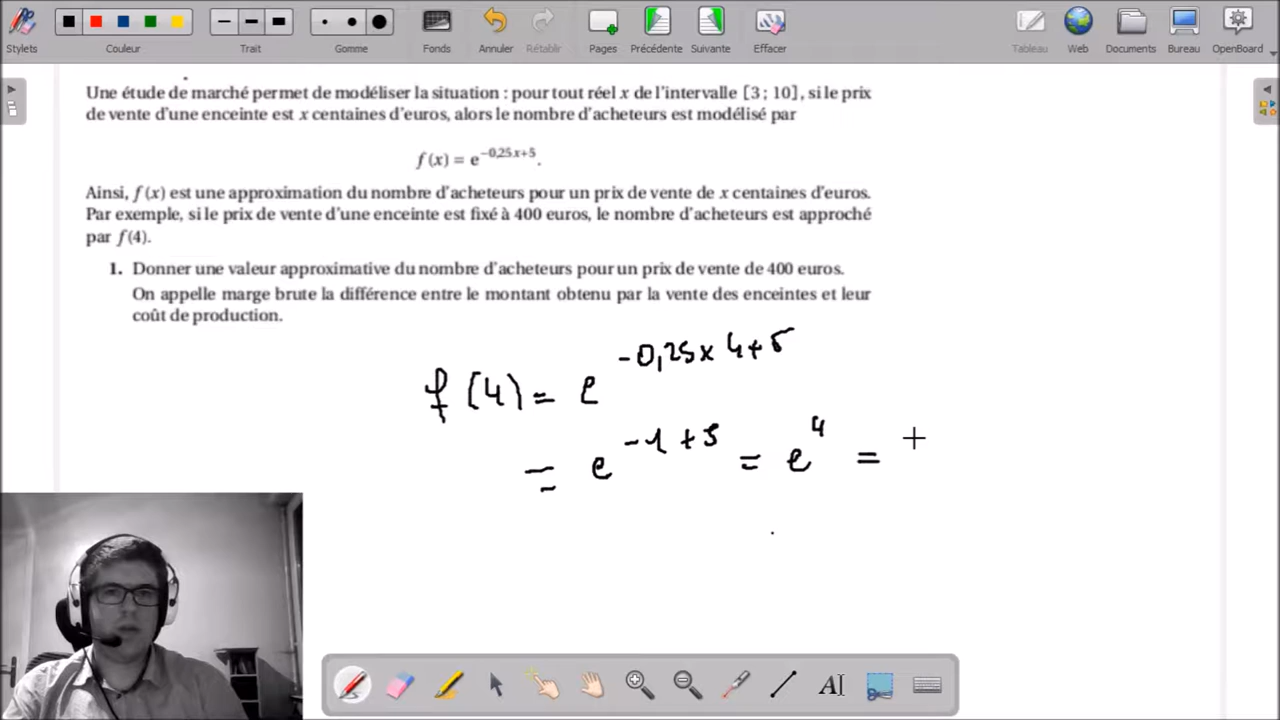 Stylets Couleur Trait Gomme Fonds Annuler Rétablir Pages Précédente Suivante Effacer Tableau Web Documents Bureau OpenBoard
Une étude de marché permet de modéliser la situation : pour tout réel x de l'intervalle [3 ; 10], si le prix
de vente d'une enceinte est x centaines d'euros, alors le nombre d'acheteurs est modélisé par
f(x) = e^{−0,25x+5}.
Ainsi, f(x) est une approximation du nombre d'acheteurs pour un prix de vente de x centaines d'euros.
Par exemple, si le prix de vente d'une enceinte est fixé à 400 euros, le nombre d'acheteurs est approché
par f(4).
1. Donner une valeur approximative du nombre d'acheteurs pour un prix de vente de 400 euros.
On appelle marge brute la différence entre le montant obtenu par la vente des enceintes et leur
coût de production.
f(4) = e^{-0,25×4+5}
= e^{-1+5} = e^4 =
AI